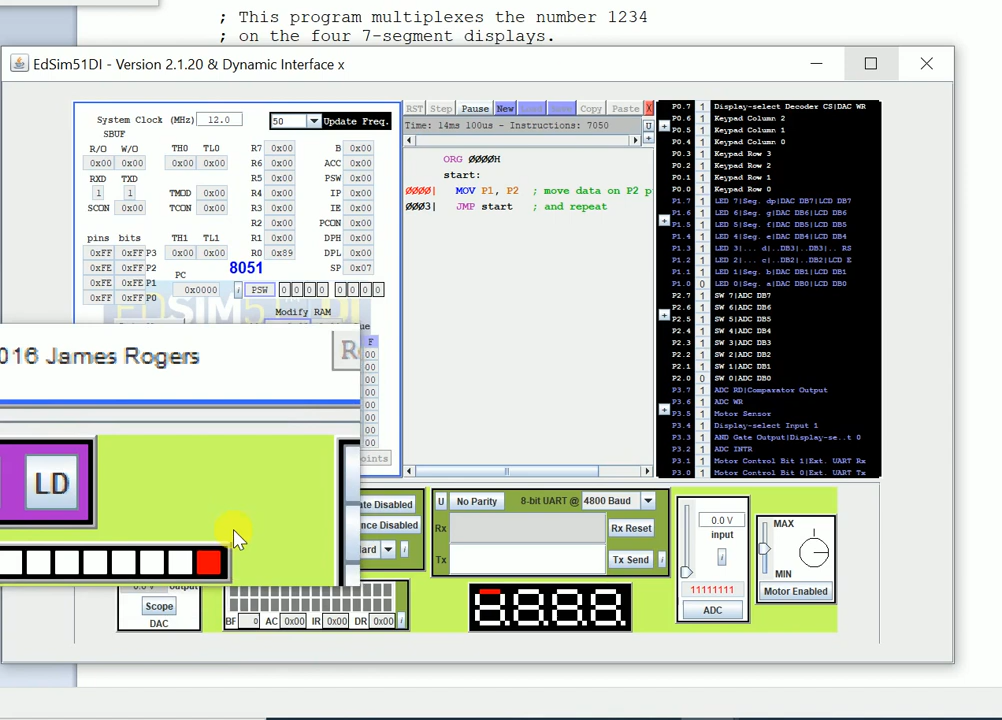 ; This program multiplexes the number 1234
; on the four 7-segment displays.
EdSim51DI - Version 2.1.20 & Dynamic Interface x
System Clock (MHz) 12.0 50 Update Freq.
SBUF
R/O W/O TH0 TL0 R7 0x00 B 0x00
0x00 0x00 0x00 0x00 R6 0x00 ACC 0x00
RXD TXD R5 0x00 PSW 0x00
1 1 TMOD 0x00 R4 0x00 IP 0x00
SCON 0x00 TCON 0x00 R3 0x00 IE 0x00
R2 0x00 PCON 0x00
pins bits TH1 TL1 R1 0x00 DPH 0x00
0xFF 0xFF P3 0x00 0x00 R0 0x89 DPL 0x00
0xFE 0xFF P2 8051 SP 0x07
0xFE 0xFE P1 PC
0xFF 0xFF P0 0x0000 i PSW 0 0 0 0 0 0 0 0
EDSIM51DI
Modify RAM
F
00
00
00
00
00
00
00
00
RST Step Pause New Copy Paste X
Time: 14ms 100us - Instructions: 7050 U
ORG 0000H
start:
0000| MOV P1, P2 ; move data on P2 p
0003| JMP start ; and repeat
P0.7 1 Display-select Decoder CS|DAC WR
P0.6 1 Keypad Column 2
P0.5 1 Keypad Column 1
P0.4 1 Keypad Column 0
P0.3 1 Keypad Row 3
P0.2 1 Keypad Row 2
P0.1 1 Keypad Row 1
P0.0 1 Keypad Row 0
P1.7 1 LED 7|Seg. dp|DAC DB7|LCD DB7
P1.6 1 LED 6|Seg. g|DAC DB6|LCD DB6
P1.5 1 LED 5|Seg. f|DAC DB5|LCD DB5
P1.4 1 LED 4|Seg. e|DAC DB4|LCD DB4
P1.3 1 LED 3|... d|..DB3|DB3|.. RS
P1.2 1 LED 2|... c|..DB2|DB2|LCD E
P1.1 1 LED 1|Seg. b|DAC DB1|LCD DB1
P1.0 0 LED 0|Seg. a|DAC DB0|LCD DB0
P2.7 1 SW 7|ADC DB7
P2.6 1 SW 6|ADC DB6
P2.5 1 SW 5|ADC DB5
P2.4 1 SW 4|ADC DB4
P2.3 1 SW 3|ADC DB3
P2.2 1 SW 2|ADC DB2
P2.1 1 SW 1|ADC DB1
P2.0 0 SW 0|ADC DB0
P3.7 1 ADC RD|Comparator Output
P3.6 1 ADC WR
P3.5 1 Motor Sensor
P3.4 1 Display-select Input 1
P3.3 1 AND Gate Output|Display-se..t 0
P3.2 1 ADC INTR
P3.1 1 Motor Control Bit 1|Ext. UART Rx
P3.0 1 Motor Control Bit 0|Ext. UART Tx
016 James Rogers
LD
U No Parity 8-bit UART @ 4800 Baud
Rx Rx Reset
Tx Tx Send i
0.0 V
input
i
11111111
ADC
MAX
MIN
Motor Enabled
te Disabled
nce Disabled
ard i
0.0 V output
Scope
DAC
BF 0 AC 0x00 IR 0x00 DR 0x00 i
8.8.8.8.